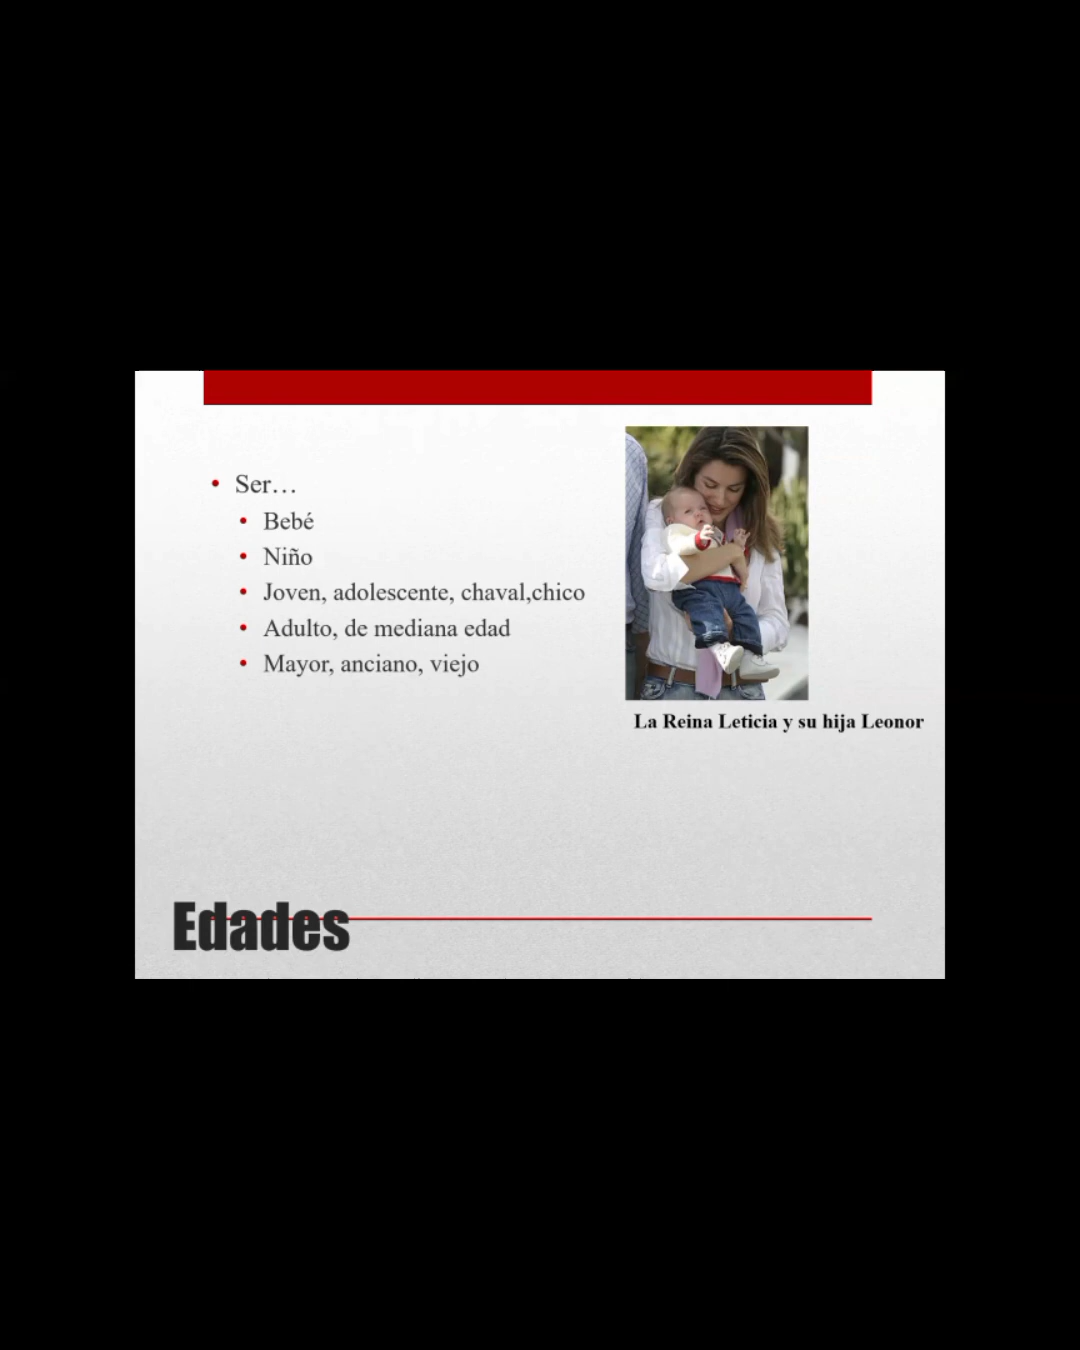 Ser…
Bebé
Niño
Joven, adolescente, chaval,chico
Adulto, de mediana edad
Mayor, anciano, viejo
La Reina Leticia y su hija Leonor
Edades